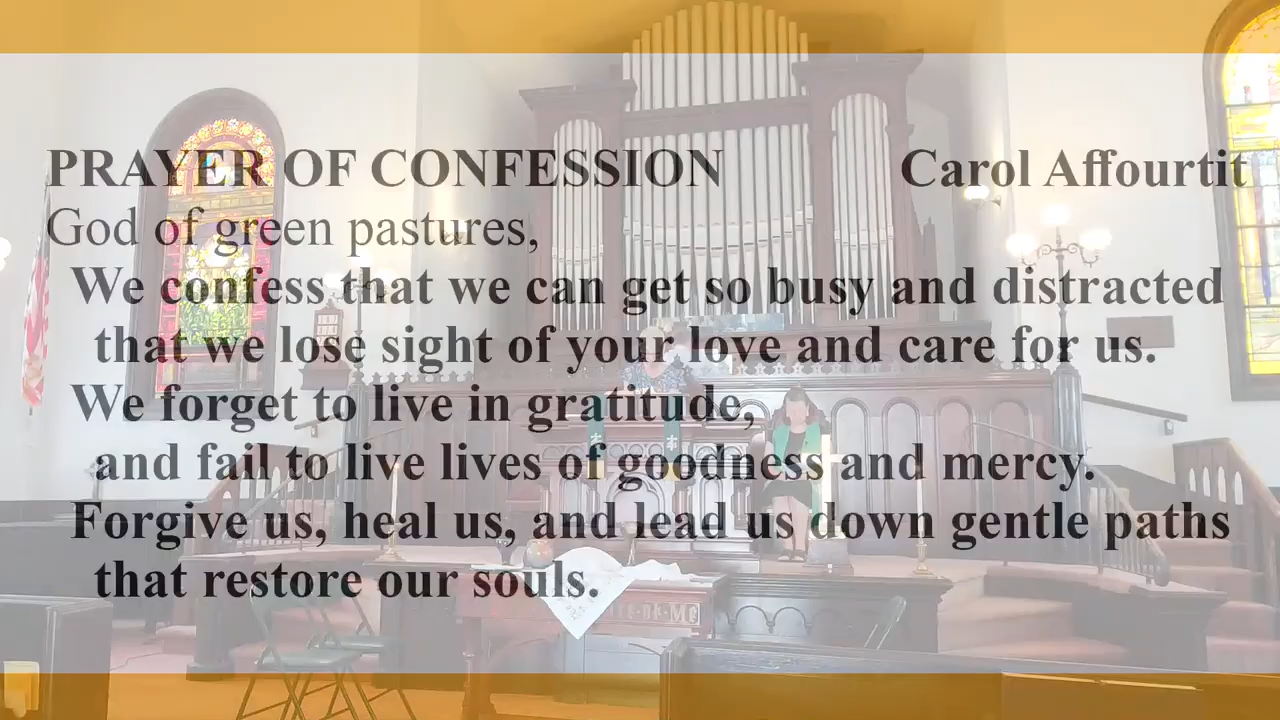 PRAYER OF CONFESSION Carol Affourtit
God of green pastures,
We confess that we can get so busy and distracted
that we lose sight of your love and care for us.
We forget to live in gratitude,
and fail to live lives of goodness and mercy.
Forgive us, heal us, and lead us down gentle paths
that restore our souls.